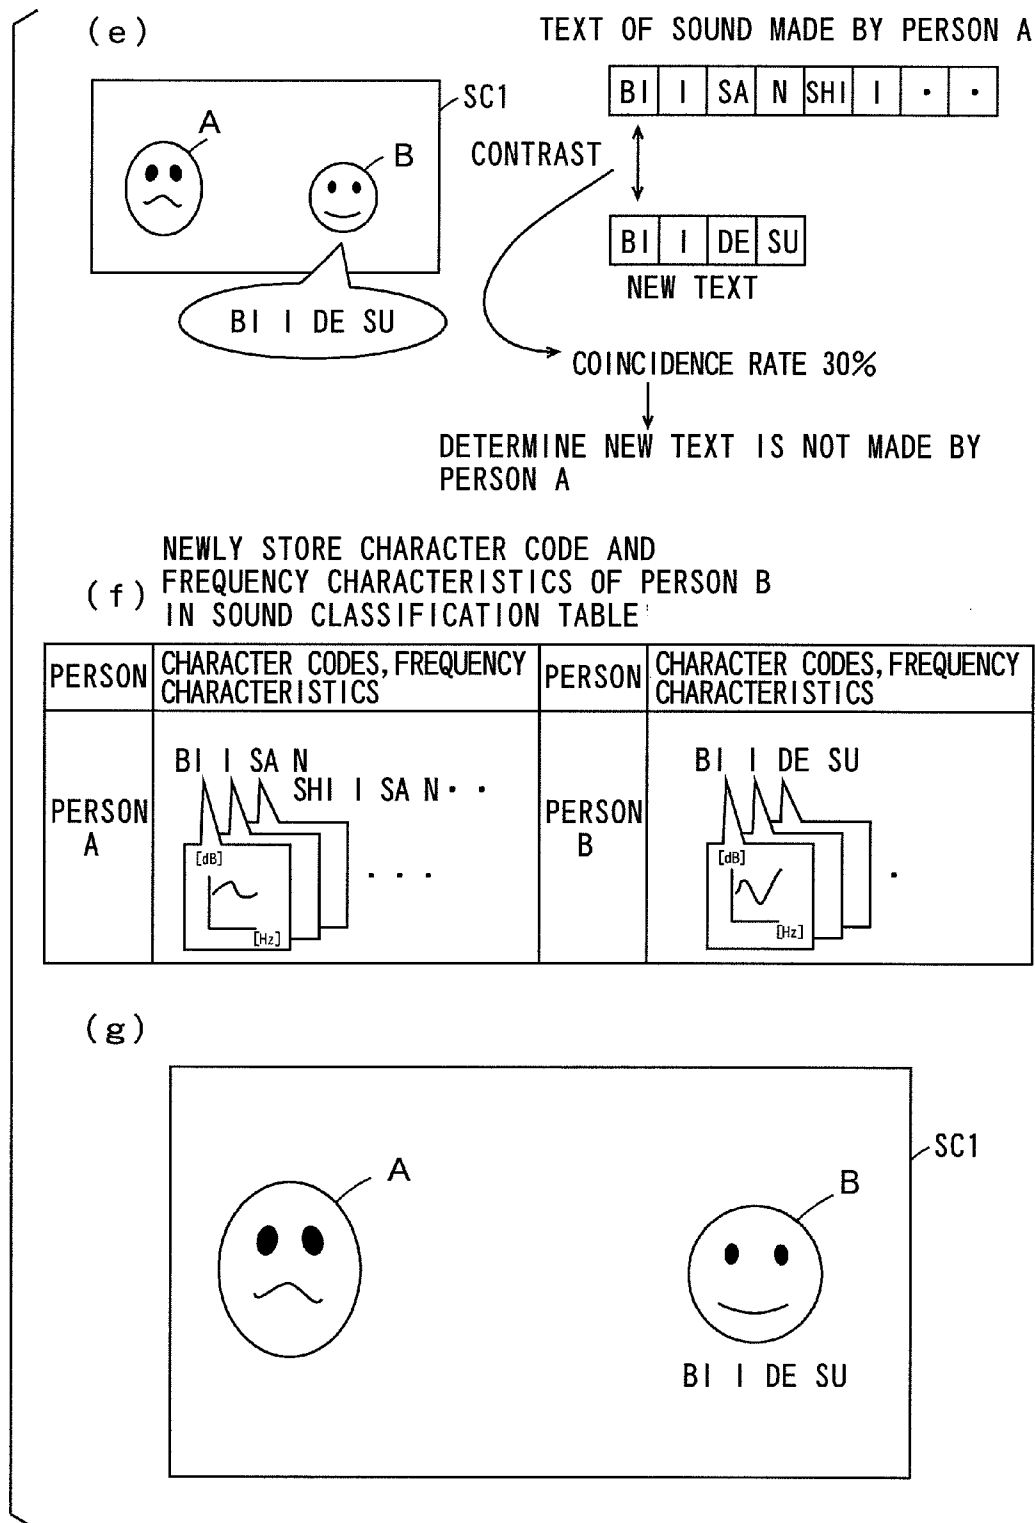 (e)
TEXT OF SOUND MADE BY PERSON A
BI I SA N SHI I · ·
SC1
A
B
CONTRAST
BI I DE SU
NEW TEXT
BI I DE SU
COINCIDENCE RATE 30%
DETERMINE NEW TEXT IS NOT MADE BY
PERSON A
(f)
NEWLY STORE CHARACTER CODE AND
FREQUENCY CHARACTERISTICS OF PERSON B
IN SOUND CLASSIFICATION TABLE
PERSON
CHARACTER CODES, FREQUENCY
CHARACTERISTICS
PERSON
CHARACTER CODES, FREQUENCY
CHARACTERISTICS
PERSON
A
BI I SA N
SHI I SA N · ·
[dB]
[Hz]
· · ·
PERSON
B
BI I DE SU
[dB]
[Hz]
·
(g)
SC1
A
B
BI I DE SU